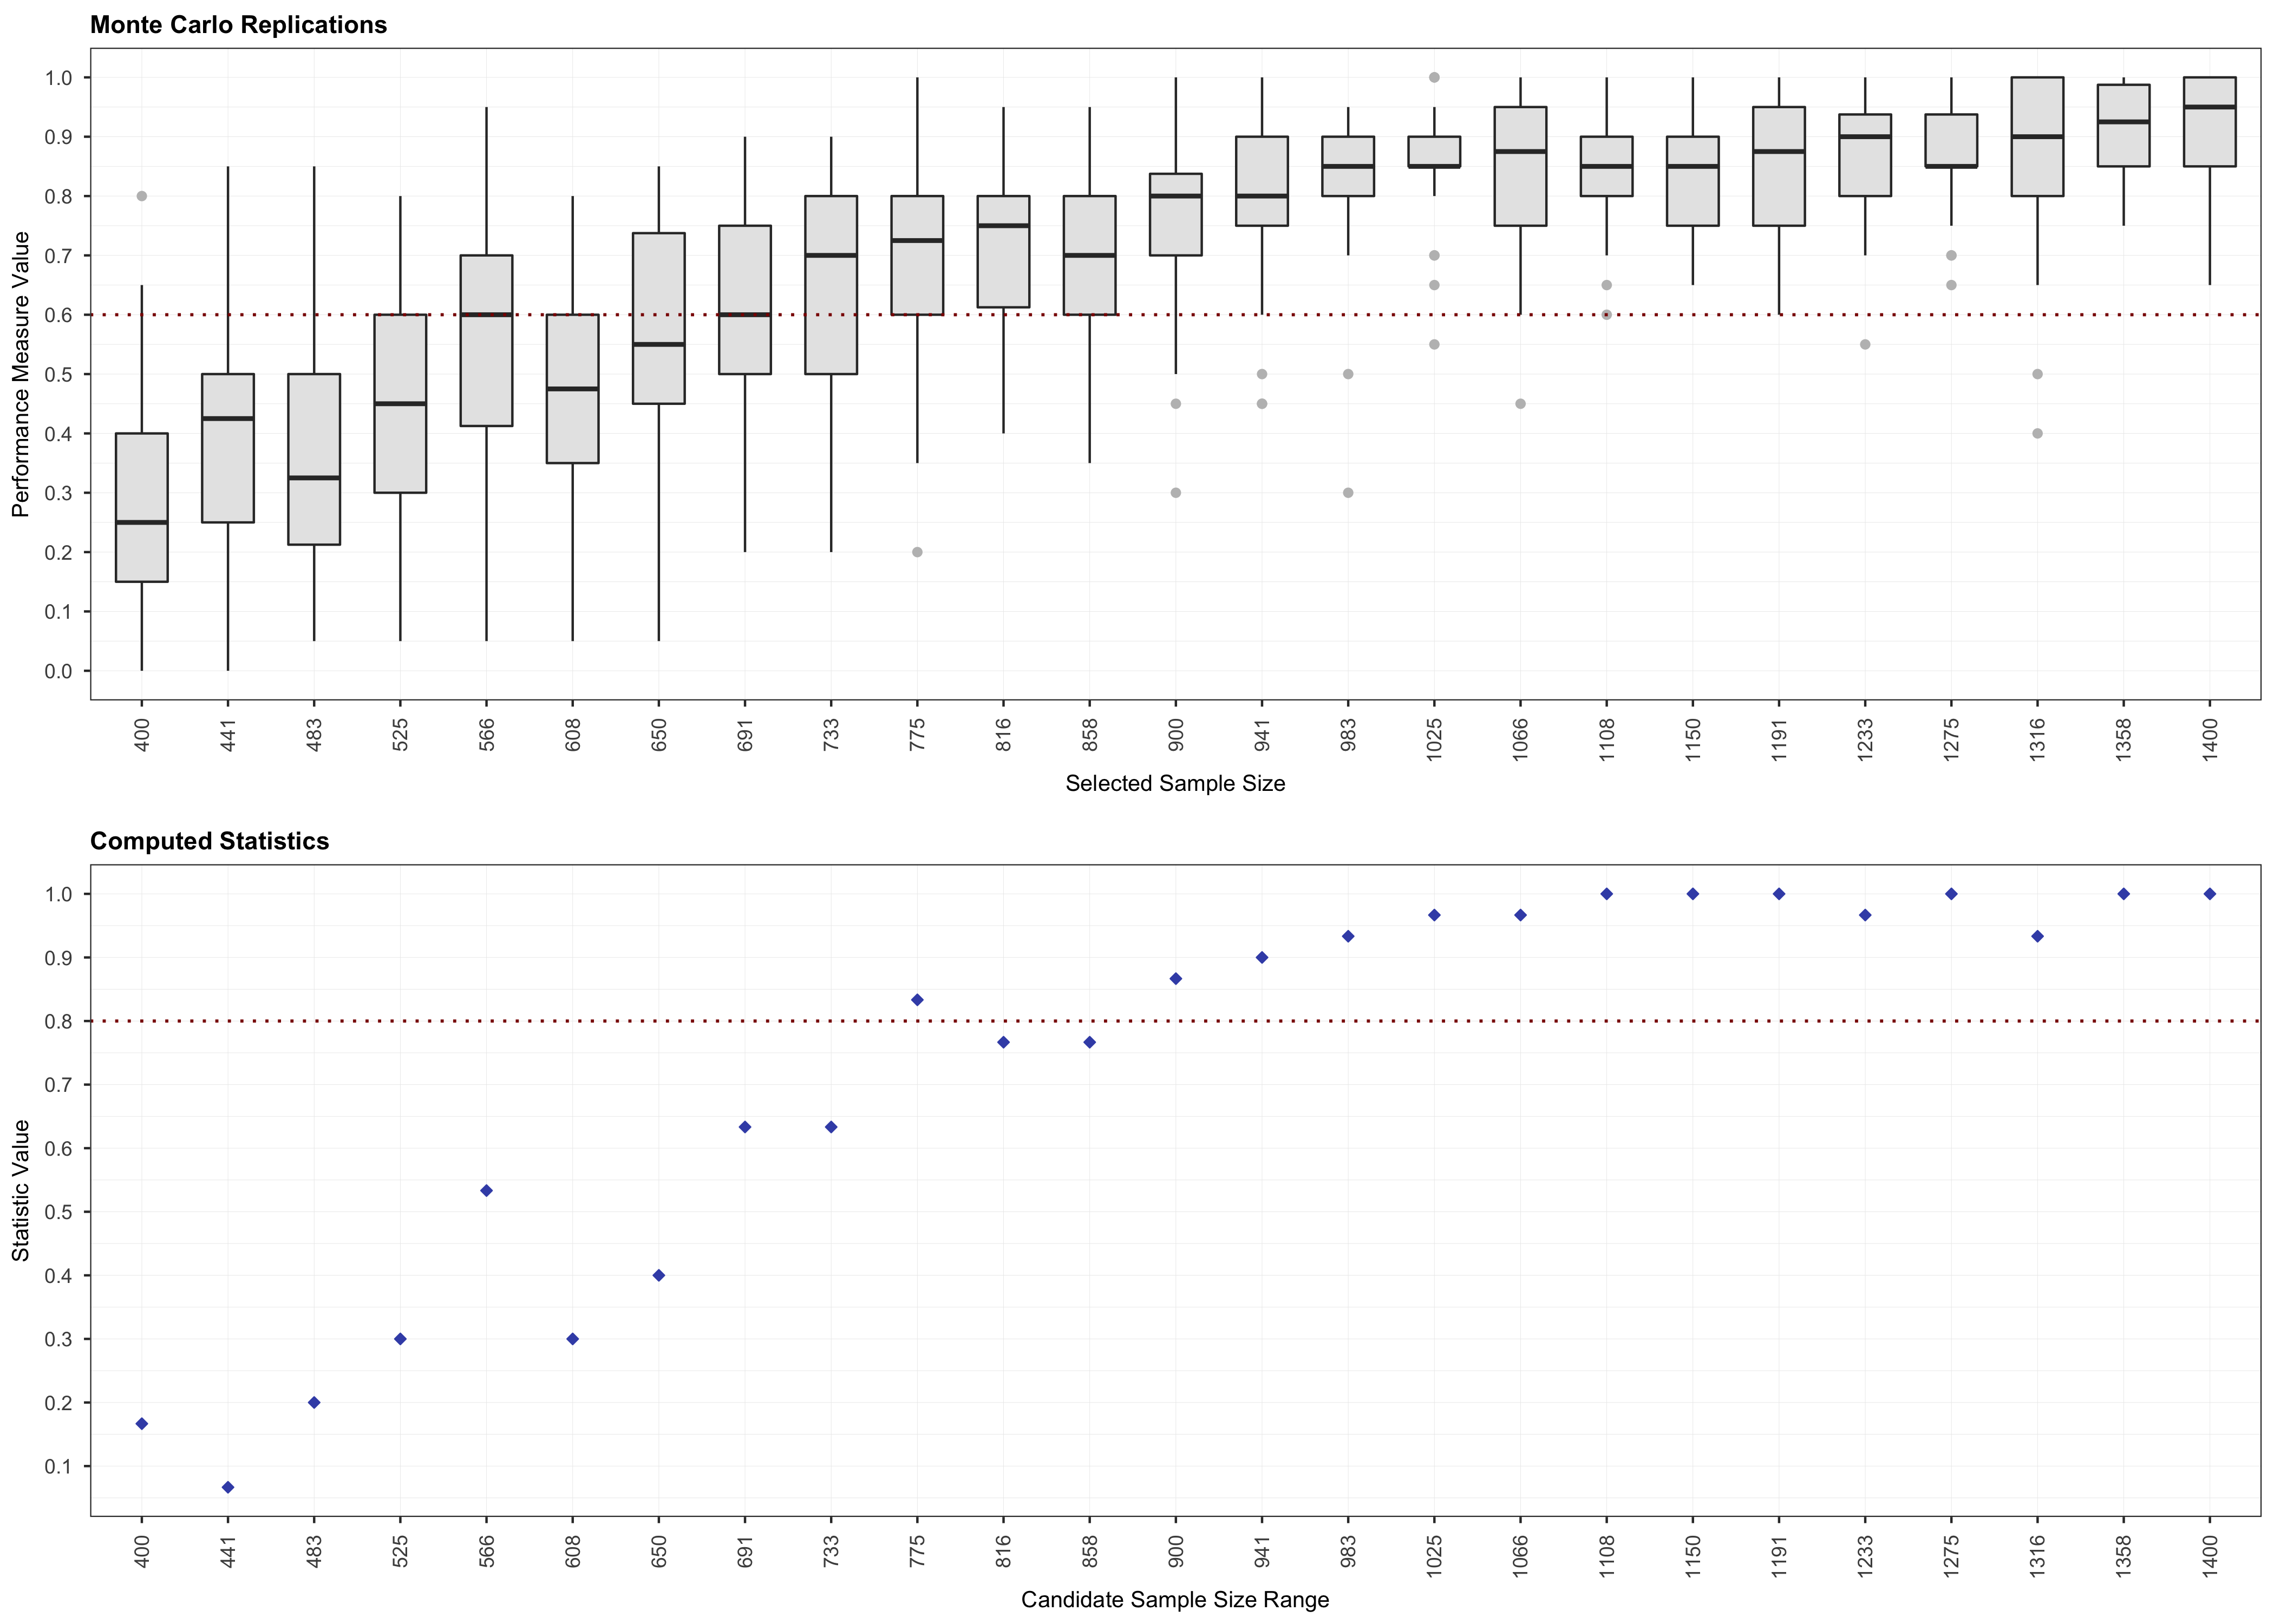 Monte Carlo Replications
Performance Measure Value
1.0
0.9
0.8
0.7
0.6
0.5
0.4
0.3
0.2
0.1
0.0
400 441 483 525 566 608 650 691 733 775 816 858 900 941 983 1025 1066 1108 1150 1191 1233 1275 1316 1358 1400
Selected Sample Size
Computed Statistics
Statistic Value
1.0
0.9
0.8
0.7
0.6
0.5
0.4
0.3
0.2
0.1
400 441 483 525 566 608 650 691 733 775 816 858 900 941 983 1025 1066 1108 1150 1191 1233 1275 1316 1358 1400
Candidate Sample Size Range